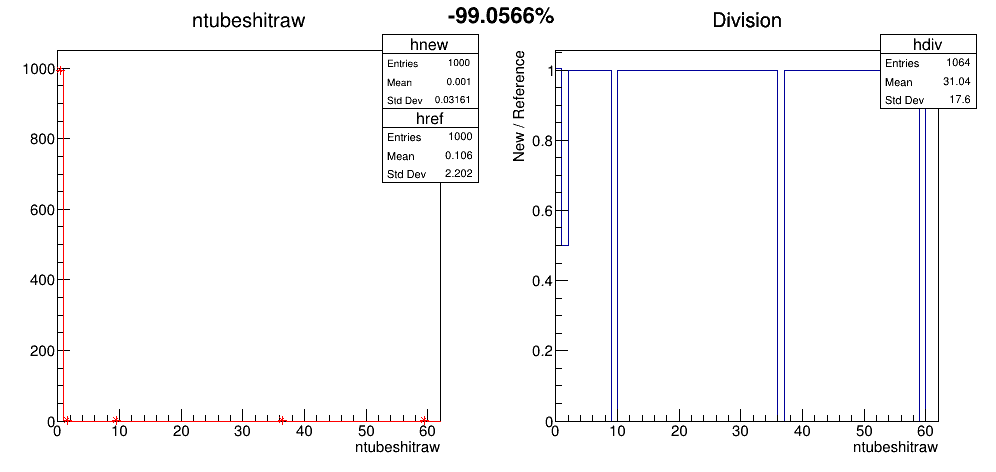 -99.0566%
ntubeshitraw
hnew
Entries 1000
Mean 0.001
Std Dev 0.03161
href
Entries 1000
Mean 0.106
Std Dev 2.202
1000
800
600
400
200
0
0 10 20 30 40 50 60
ntubeshitraw
Division
hdiv
Entries 1064
Mean 31.04
Std Dev 17.6
New / Reference
1
0.8
0.6
0.4
0.2
0
0 10 20 30 40 50 60
ntubeshitraw